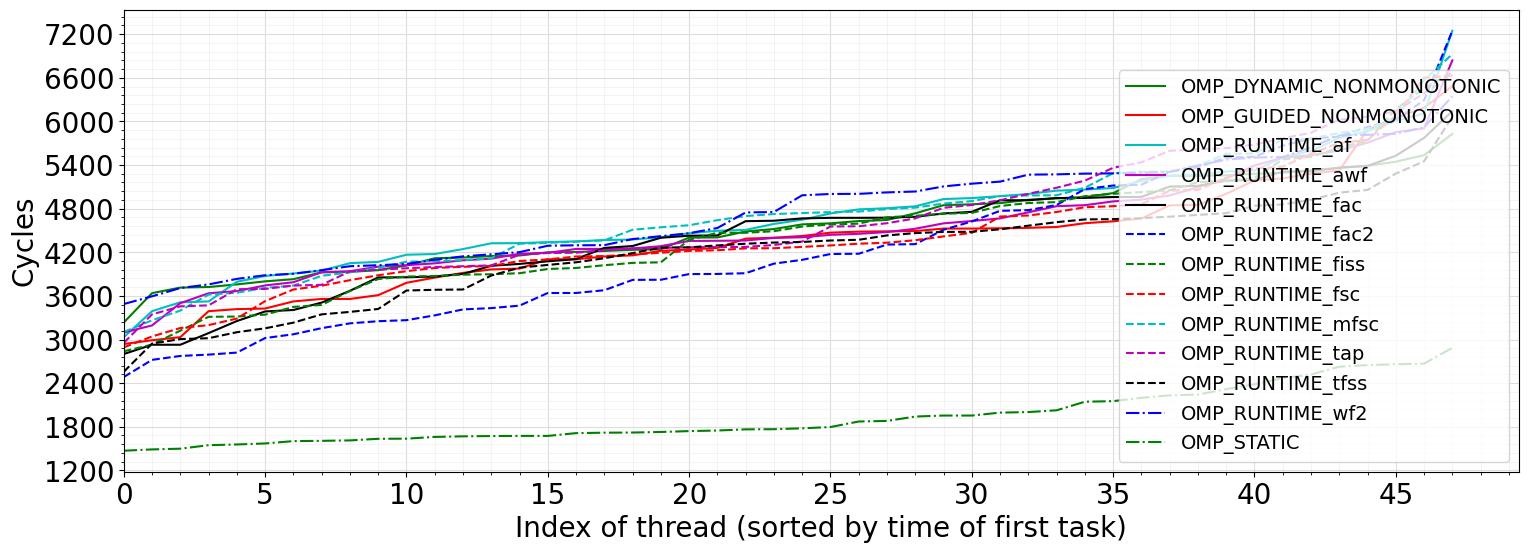 7200
6600
6000
5400
4800
4200
3600
3000
2400
1800
1200
Cycles
0 5 10 15 20 25 30 35 40 45
Index of thread (sorted by time of first task)
OMP_DYNAMIC_NONMONOTONIC
OMP_GUIDED_NONMONOTONIC
OMP_RUNTIME_af
OMP_RUNTIME_awf
OMP_RUNTIME_fac
OMP_RUNTIME_fac2
OMP_RUNTIME_fiss
OMP_RUNTIME_fsc
OMP_RUNTIME_mfsc
OMP_RUNTIME_tap
OMP_RUNTIME_tfss
OMP_RUNTIME_wf2
OMP_STATIC